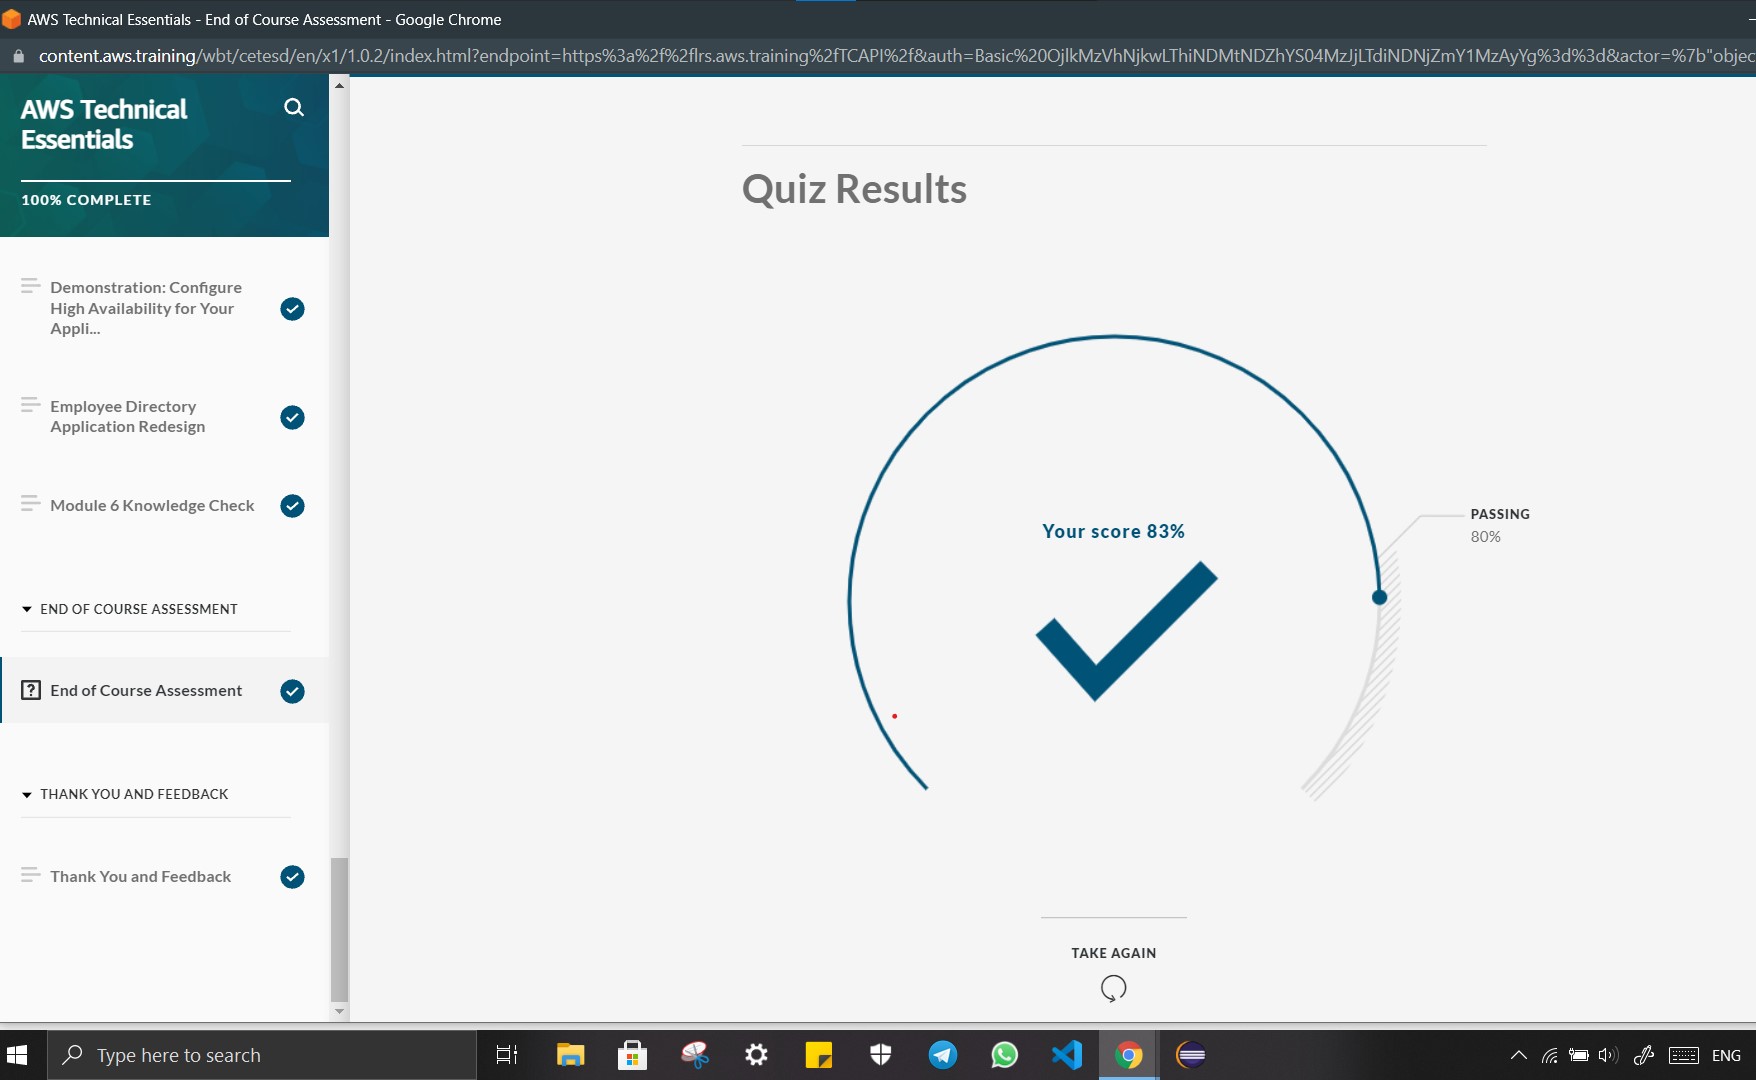 AWS Technical Essentials - End of Course Assessment - Google Chrome
content.aws.training/wbt/cetesd/en/x1/1.0.2/index.html?endpoint=https%3a%2f%2flrs.aws.training%2fTCAPI%2f&auth=Basic%20OjlkMzVhNjkwLThiNDMtNDZhYS04MzJjLTdiNDNjZmY1MzAyYg%3d%3d&actor=%7b"objec
AWS Technical
Essentials
100% COMPLETE
Demonstration: Configure
High Availability for Your
Appli...
Employee Directory
Application Redesign
Module 6 Knowledge Check
END OF COURSE ASSESSMENT
End of Course Assessment
THANK YOU AND FEEDBACK
Thank You and Feedback
Quiz Results
Your score 83%
PASSING
80%
TAKE AGAIN
Type here to search
ENG